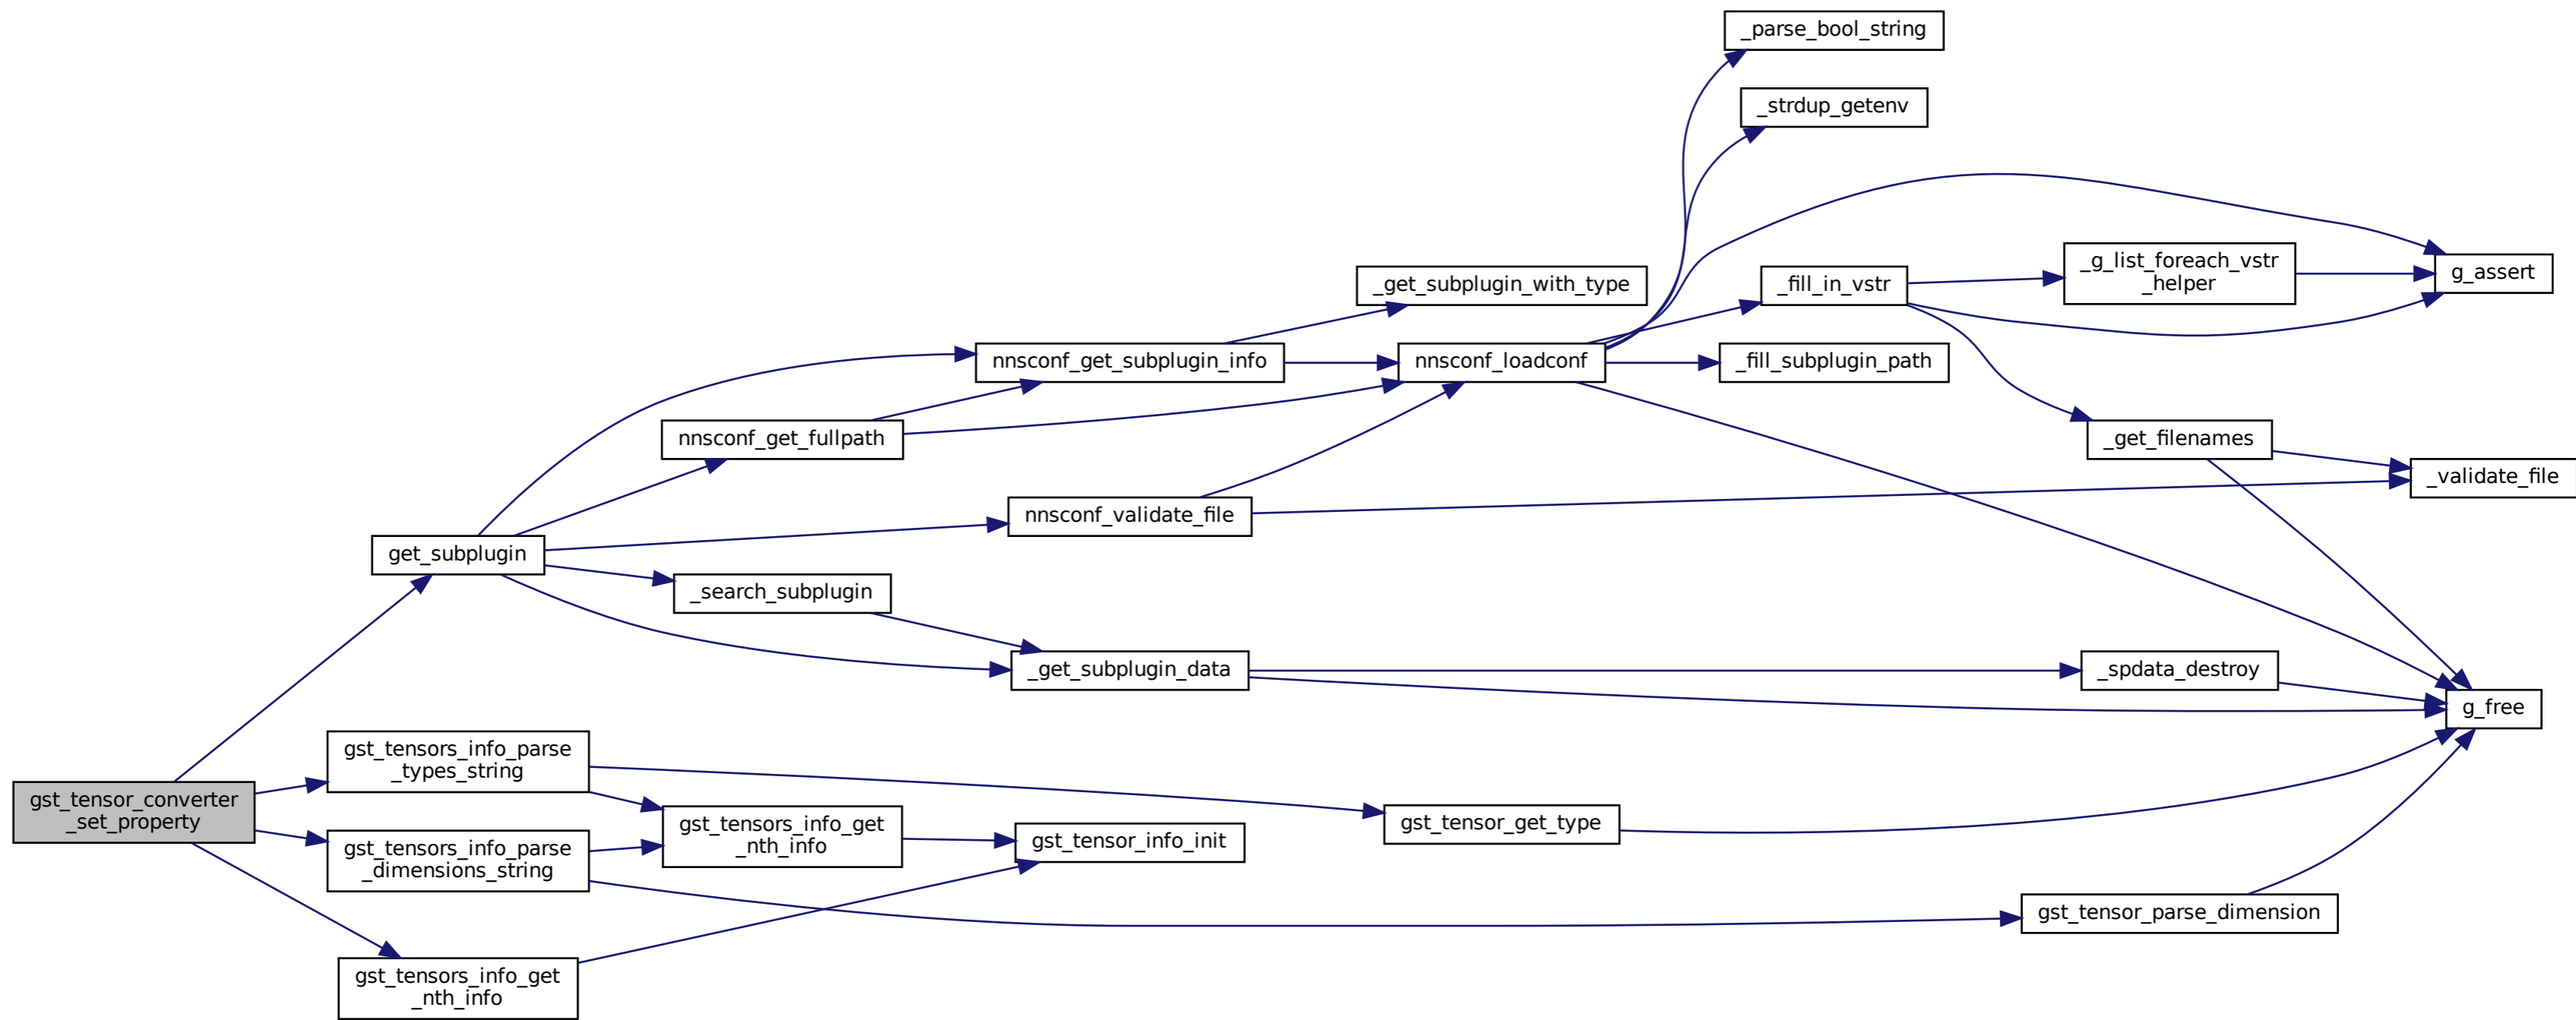 _parse_bool_string
_strdup_getenv
_g_list_foreach_vstr
_helper
g_assert
_get_subplugin_with_type
_fill_in_vstr
nnsconf_get_subplugin_info
nnsconf_loadconf
_fill_subplugin_path
nnsconf_get_fullpath
_get_filenames
_validate_file
nnsconf_validate_file
get_subplugin
_search_subplugin
_get_subplugin_data
_spdata_destroy
g_free
gst_tensors_info_parse
_types_string
gst_tensor_converter
_set_property
gst_tensors_info_get
_nth_info
gst_tensor_get_type
gst_tensor_info_init
gst_tensors_info_parse
_dimensions_string
gst_tensor_parse_dimension
gst_tensors_info_get
_nth_info